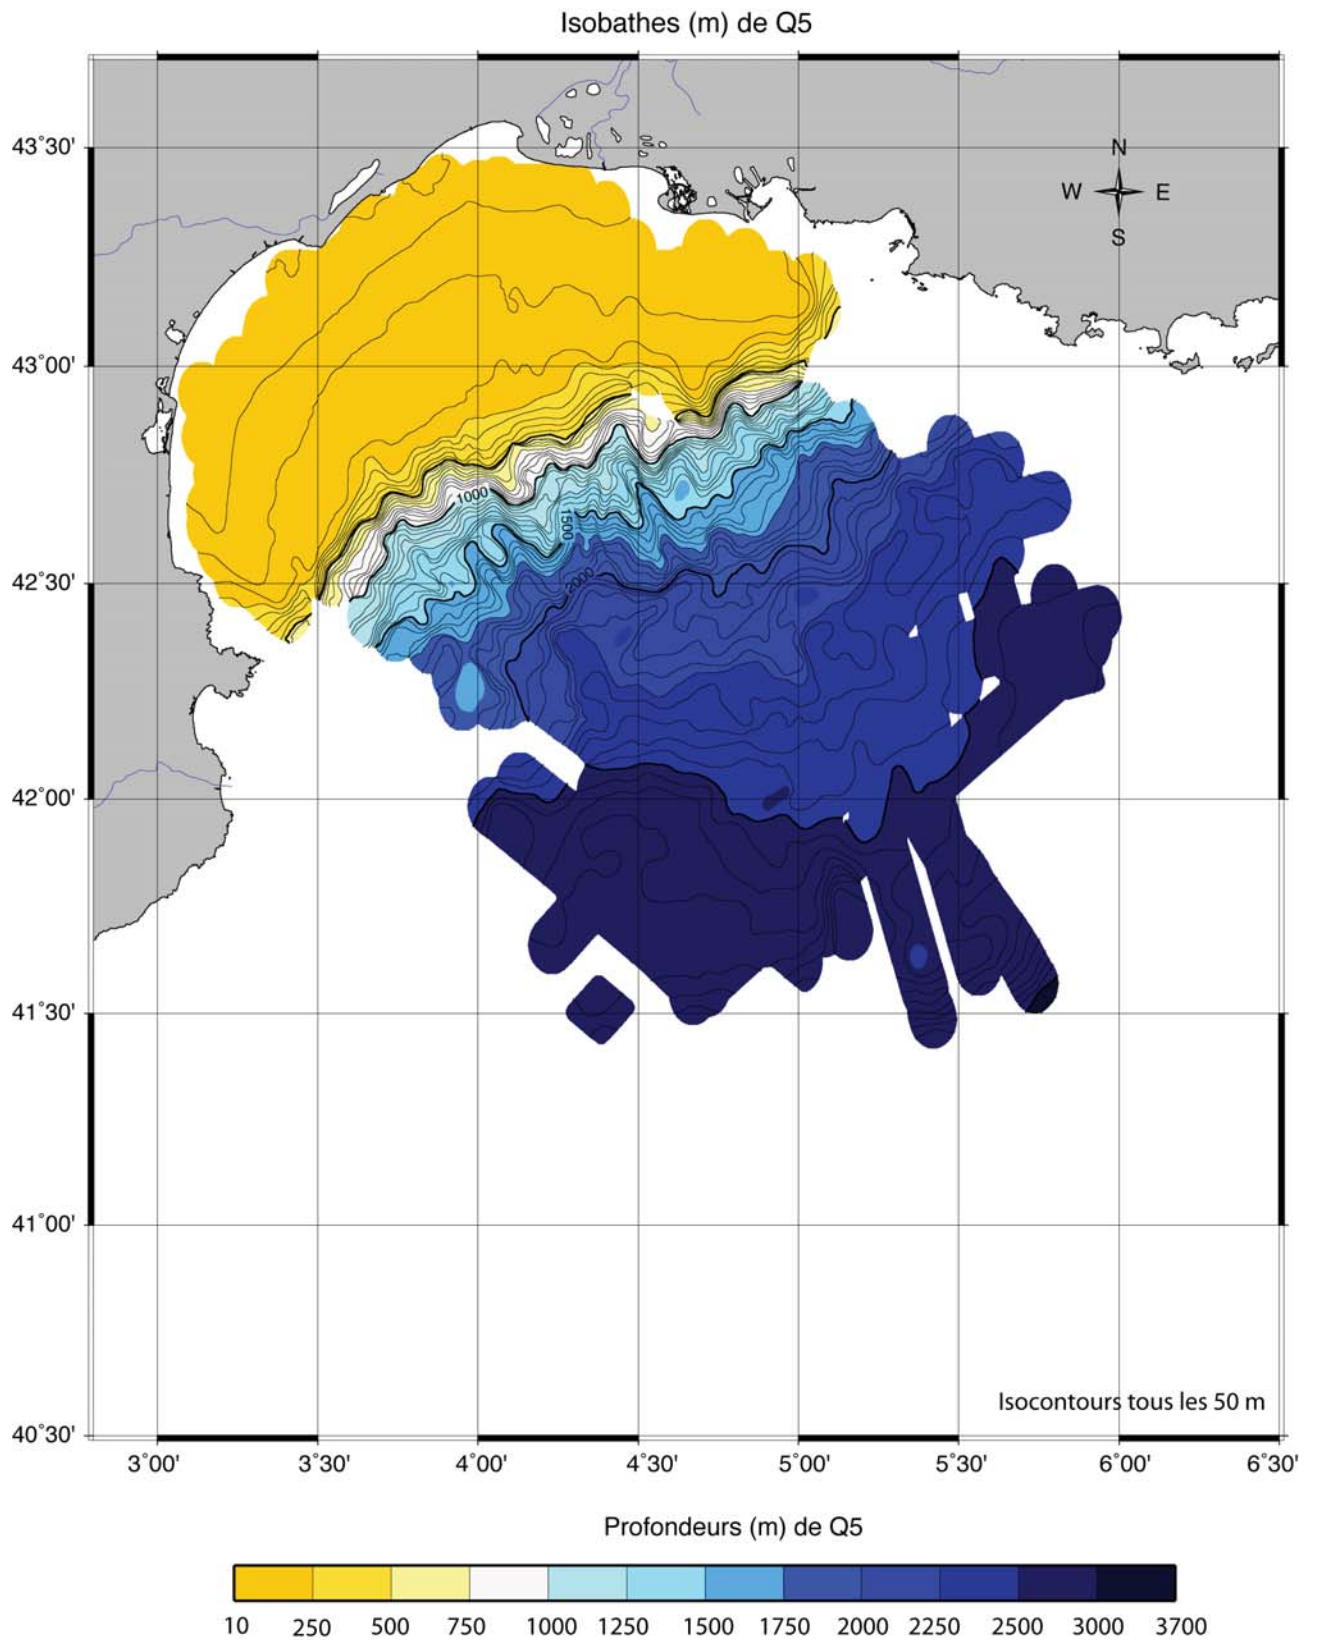 Isobathes (m) de Q5
43°30'
N
W E
S
43°00'
1000
1500
2000
42°30'
42°00'
41°30'
41°00'
Isocontours tous les 50 m
40°30'
3°00' 3°30' 4°00' 4°30' 5°00' 5°30' 6°00' 6°30'
Profondeurs (m) de Q5
10 250 500 750 1000 1250 1500 1750 2000 2250 2500 3000 3700